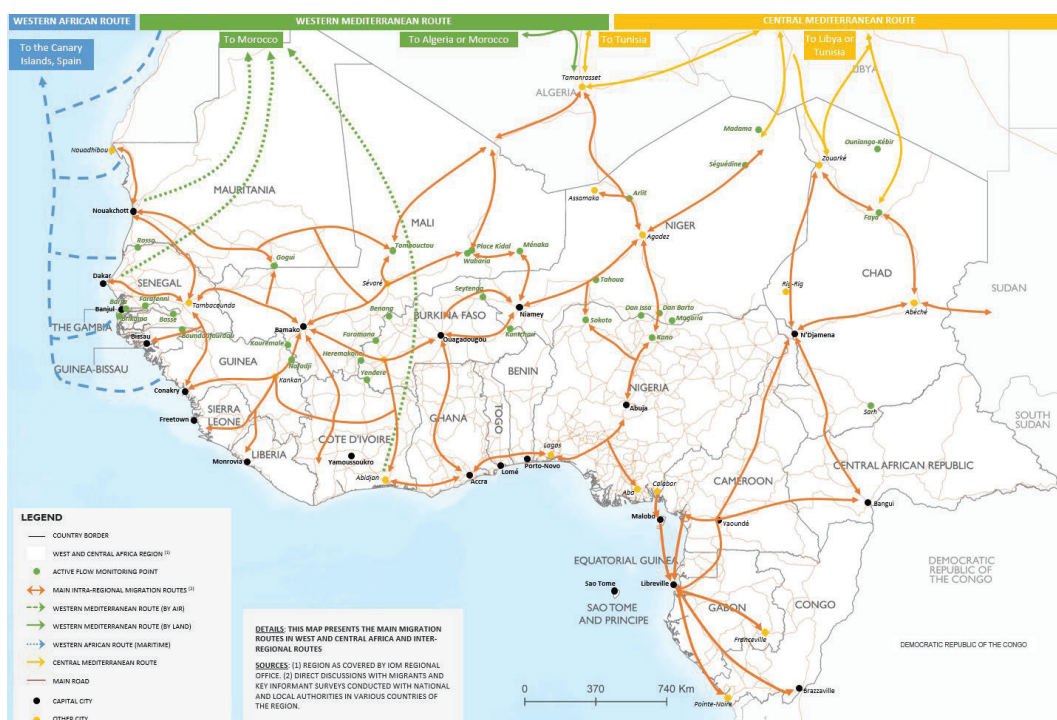 WESTERN AFRICAN ROUTE
WESTERN MEDITERRANEAN ROUTE
CENTRAL MEDITERRANEAN ROUTE
To the Canary
Islands, Spain
To Morocco
To Algeria or Morocco
To Tunisia
To Libya or
Tunisia
LIBYA
Tamanrasset
ALGERIA
Madama
Ounianga-Kébir
Nouadhibou
Zouarké
Séguédine
MAURITANIA
Assamaka
Arlit
Nouakchott
Faya
MALI
NIGER
Agadez
Rosso
Tombouctou
Place Kidal
Wabaria
Ménaka
Gogui
CHAD
Dakar
SENEGAL
Sévaré
Tahoua
Rig-Rig
SUDAN
Seytenga
Tambacounda
Farafenni
Barra
Banjul
Basse
Brikama
Benena
BURKINA FASO
Niamey
Dan Issa
Dan Barto
Magaria
Sokoto
Abéché
THE GAMBIA
Boundoufourdou
Bamako
Faramana
Kantchari
Kano
N'Djamena
Bissau
Kouremale
Ouagadougou
GUINEA-BISSAU
GUINEA
Nafadji
Heremakono
Yendere
Kankan
BENIN
NIGERIA
Conakry
Abuja
Sarh
SIERRA
LEONE
Freetown
GHANA
TOGO
SOUTH
SUDAN
COTE D'IVOIRE
LIBERIA
Monrovia
Yamoussoukro
Lagos
Porto-Novo
Lomé
Accra
Abidjan
CENTRAL AFRICAN REPUBLIC
CAMEROON
Aba
Calabar
Bangui
Malobo
Yaoundé
EQUATORIAL GUINEA
DEMOCRATIC
REPUBLIC OF
THE CONGO
Sao Tome
Libreville
SAO TOME
AND PRINCIPE
GABON
CONGO
Franceville
DEMOCRATIC REPUBLIC OF THE CONGO
Brazzaville
Pointe-Noire
LEGEND
COUNTRY BORDER
WEST AND CENTRAL AFRICA REGION (1)
ACTIVE FLOW MONITORING POINT
MAIN INTRA-REGIONAL MIGRATION ROUTES (2)
WESTERN MEDITERRANEAN ROUTE (BY AIR)
WESTERN MEDITERRANEAN ROUTE (BY LAND)
WESTERN AFRICAN ROUTE (MARITIME)
CENTRAL MEDITERRANEAN ROUTE
MAIN ROAD
CAPITAL CITY
OTHER CITY
DETAILS: THIS MAP PRESENTS THE MAIN MIGRATION
ROUTES IN WEST AND CENTRAL AFRICA AND INTER-
REGIONAL ROUTES
SOURCES: (1) REGION AS COVERED BY IOM REGIONAL
OFFICE. (2) DIRECT DISCUSSIONS WITH MIGRANTS AND
KEY INFORMANT SURVEYS CONDUCTED WITH NATIONAL
AND LOCAL AUTHORITIES IN VARIOUS COUNTRIES OF
THE REGION.
0 370 740 Km